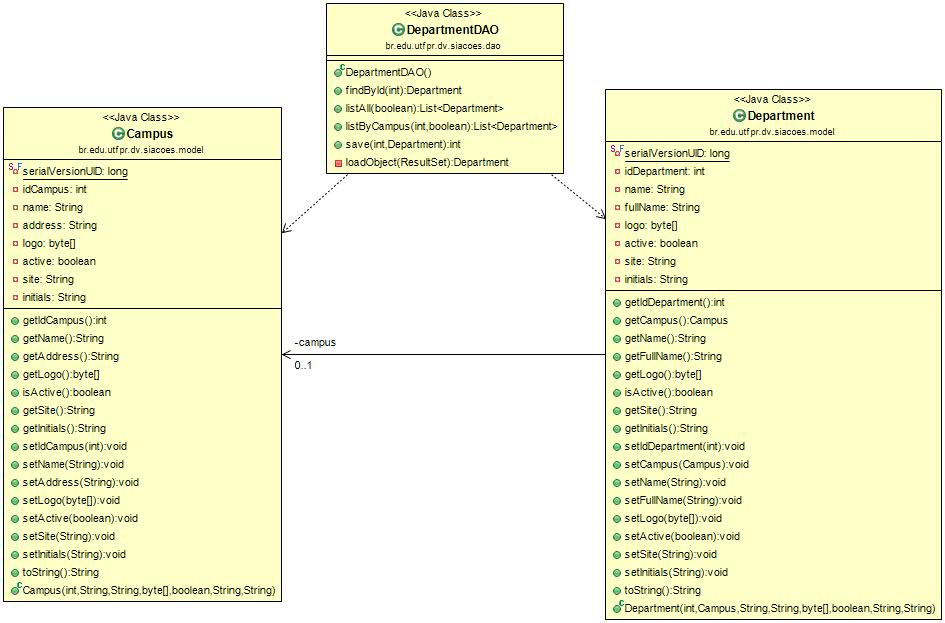 <<Java Class>>
DepartmentDAO
br.edu.utfpr.dv.siacoes.dao
DepartmentDAO()
findById(int):Department
listAll(boolean):List<Department>
listByCampus(int,boolean):List<Department>
save(int,Department):int
loadObject(ResultSet):Department
<<Java Class>>
Campus
br.edu.utfpr.dv.siacoes.model
serialVersionUID: long
idCampus: int
name: String
address: String
logo: byte[]
active: boolean
site: String
initials: String
getIdCampus():int
getName():String
getAddress():String
getLogo():byte[]
isActive():boolean
getSite():String
getInitials():String
setIdCampus(int):void
setName(String):void
setAddress(String):void
setLogo(byte[]):void
setActive(boolean):void
setSite(String):void
setInitials(String):void
toString():String
Campus(int,String,String,byte[],boolean,String,String)
-campus
0..1
<<Java Class>>
Department
br.edu.utfpr.dv.siacoes.model
serialVersionUID: long
idDepartment: int
name: String
fullName: String
logo: byte[]
active: boolean
site: String
initials: String
getIdDepartment():int
getCampus():Campus
getName():String
getFullName():String
getLogo():byte[]
isActive():boolean
getSite():String
getInitials():String
setIdDepartment(int):void
setCampus(Campus):void
setName(String):void
setFullName(String):void
setLogo(byte[]):void
setActive(boolean):void
setSite(String):void
setInitials(String):void
toString():String
Department(int,Campus,String,String,byte[],boolean,String,String)